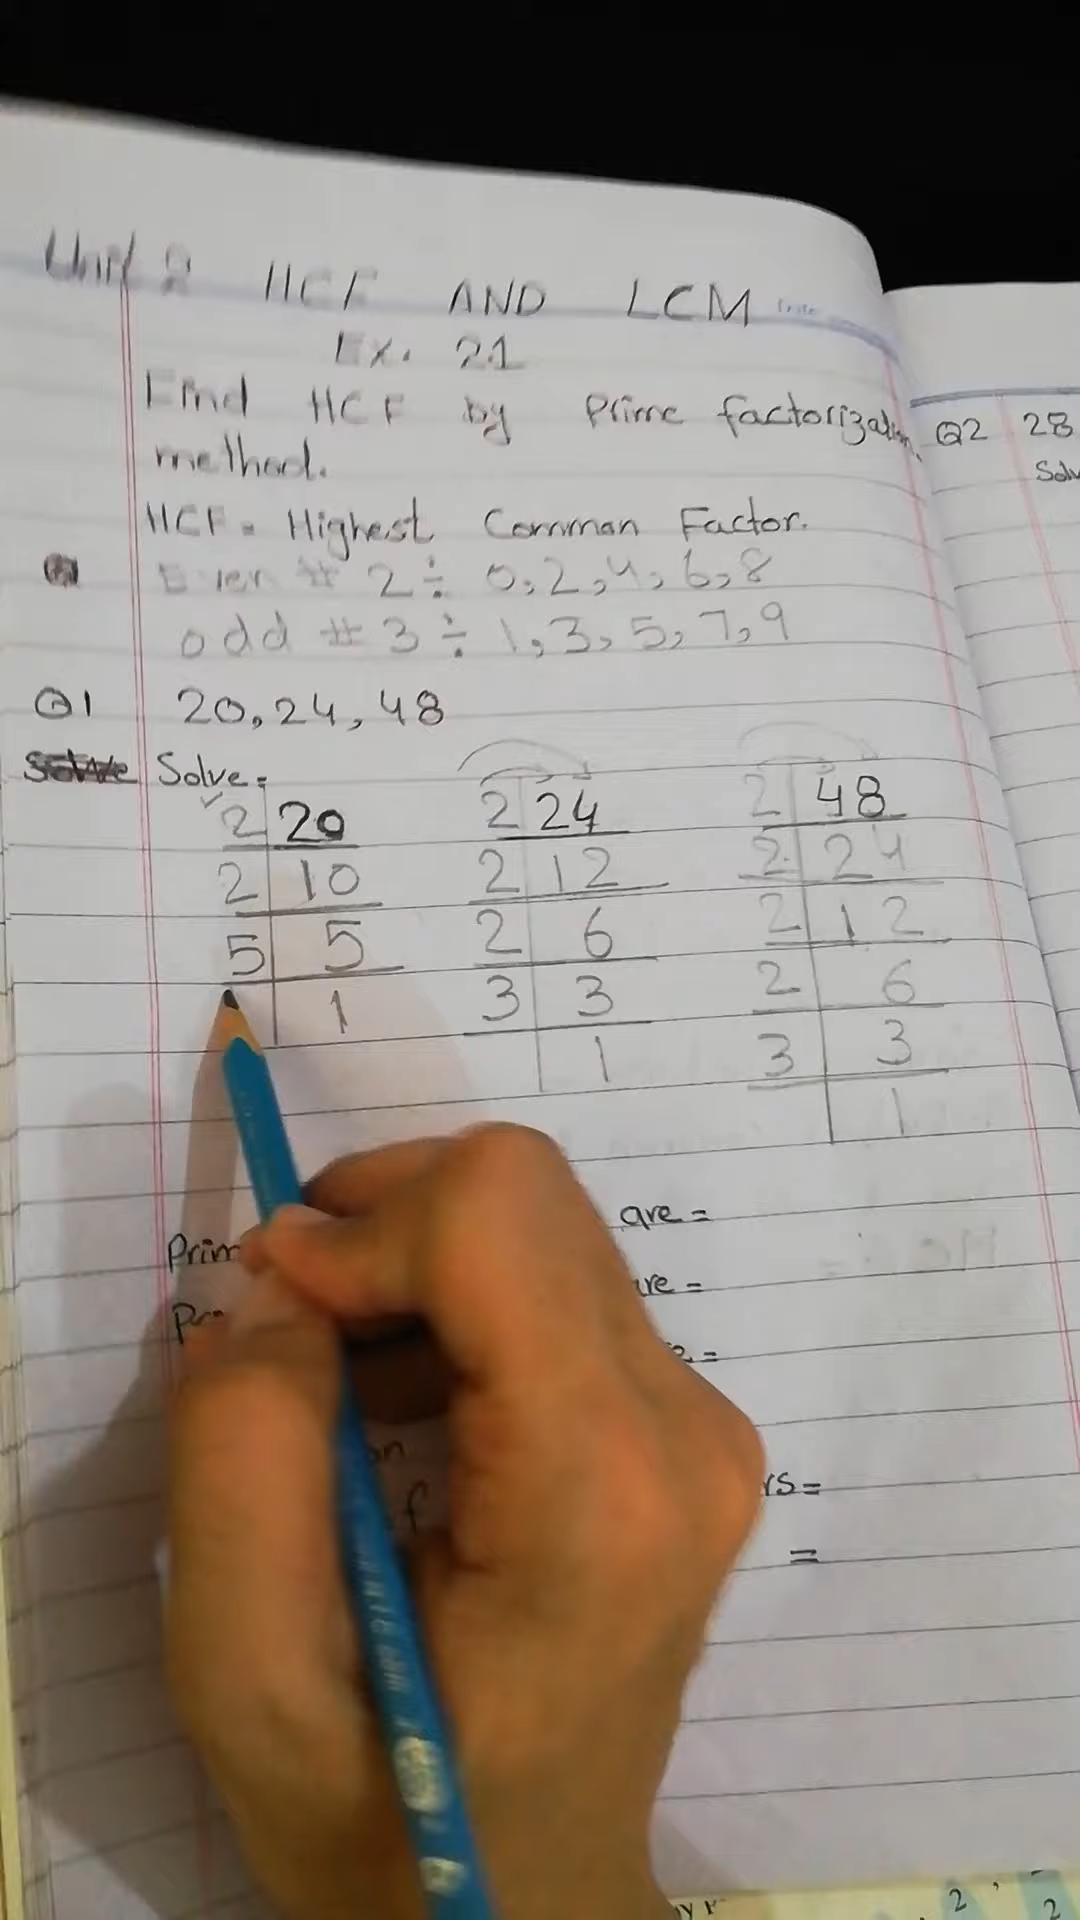 Unit 2 HCF AND LCM
Ex. 2.1
Find HCF by Prime factorization
method.
HCF = Highest Common Factor.
Even # 2 ÷ 0, 2, 4, 6, 8
odd # 3 ÷ 1, 3, 5, 7, 9
Q1 20, 24, 48
Solve =
2 20
2 10
5 5
1
2 24
2 12
2 6
3 3
1
2 48
2 24
2 12
2 6
3 3
1
are =
=
=
=
=
Q2 28